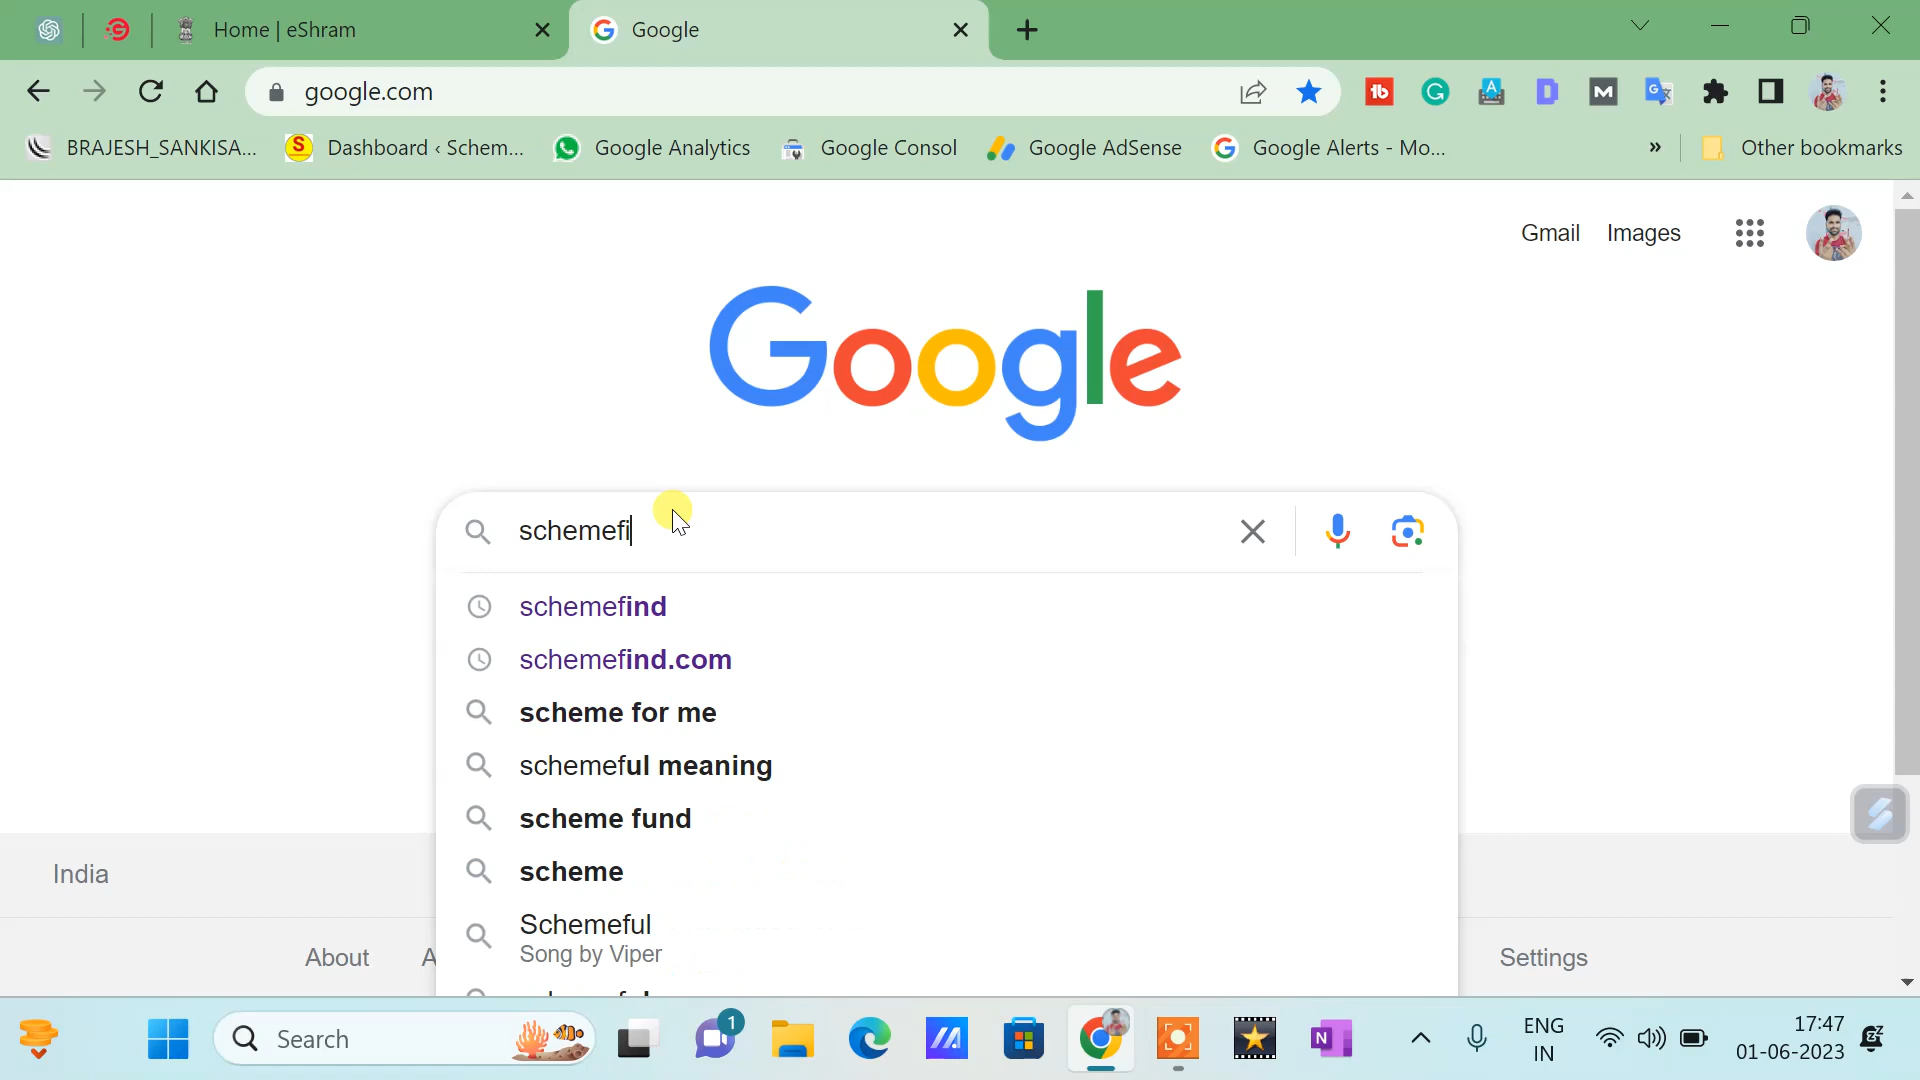 Home | eShram
Google
google.com
BRAJESH_SANKISA...
Dashboard ‹ Schem...
Google Analytics
Google Consol
Google AdSense
Google Alerts - Mo...
»
Other bookmarks
Gmail
Images
Google
schemefi
schemefind
schemefind.com
scheme for me
schemeful meaning
scheme fund
scheme
Schemeful
Song by Viper
India
About
A
Settings
Search
1
ENG
IN
17:47
01-06-2023